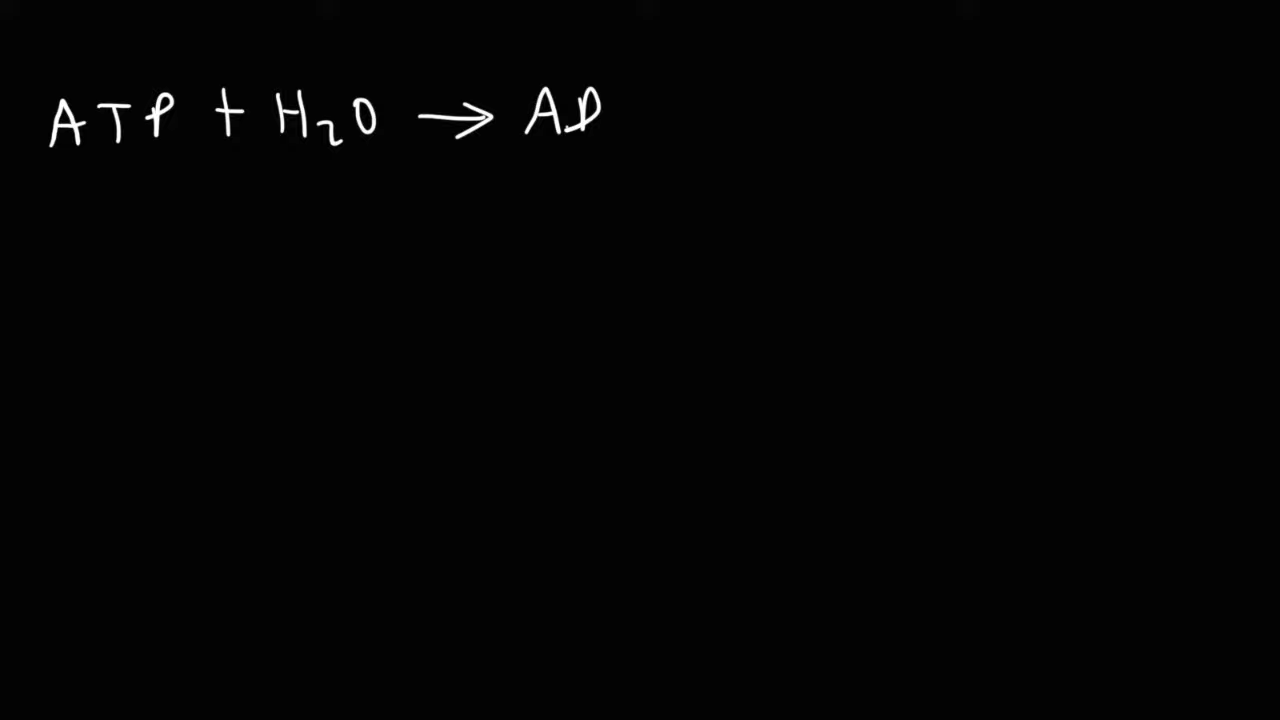 ATP + H₂O → AD